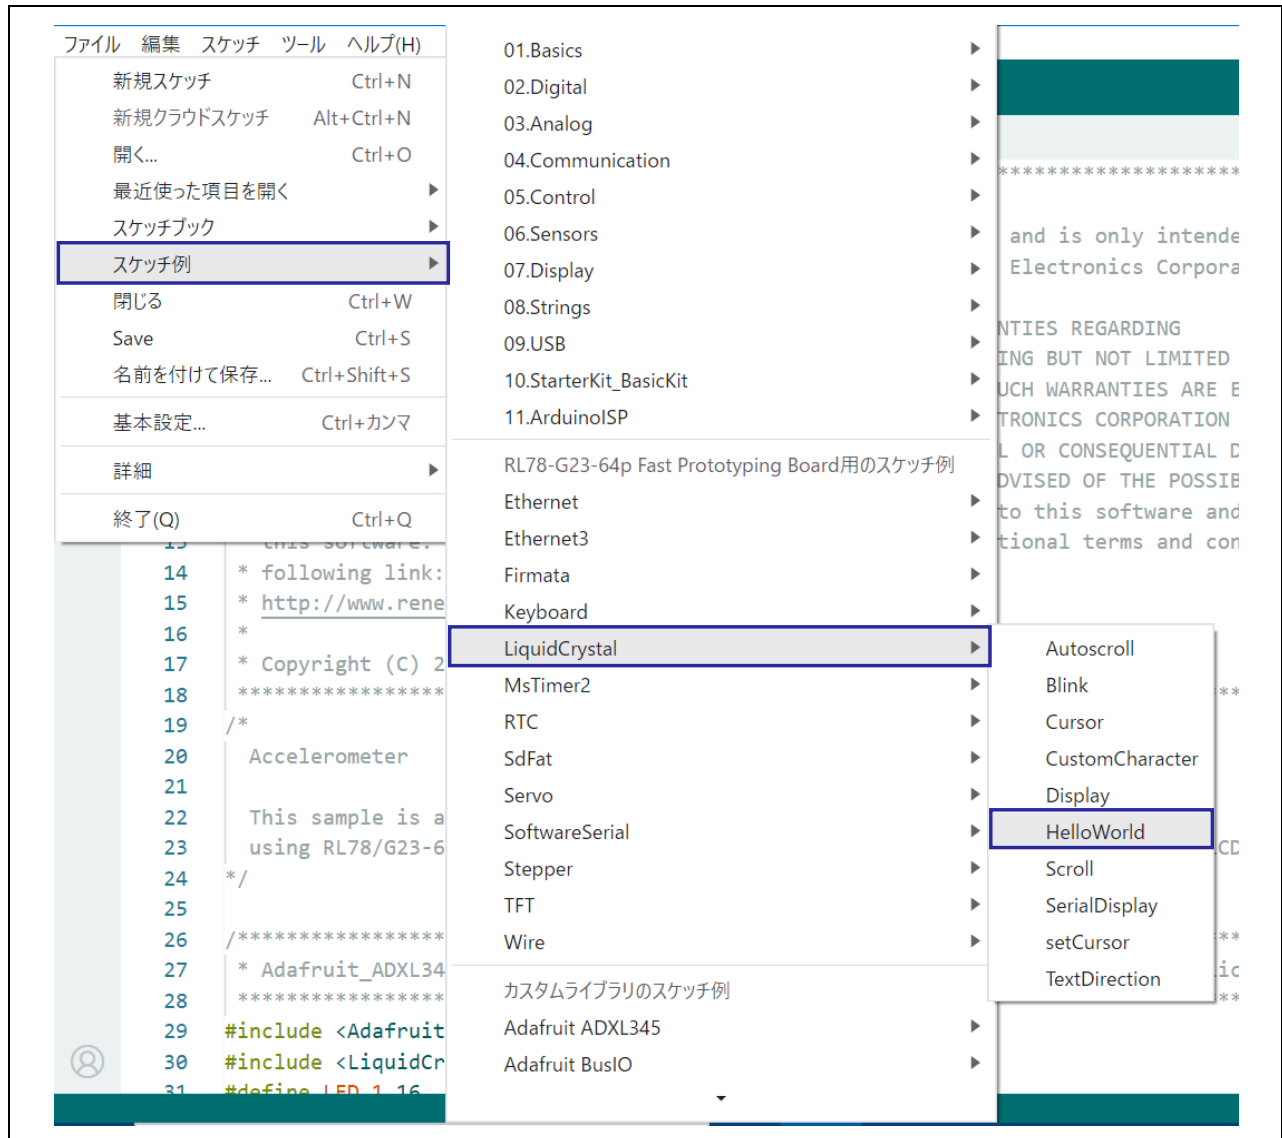 ファイル 編集 スケッチ ツール ヘルプ(H)
新規スケッチ Ctrl+N
新規クラウドスケッチ Alt+Ctrl+N
開く... Ctrl+O
最近使った項目を開く
スケッチブック
スケッチ例
閉じる Ctrl+W
Save Ctrl+S
名前を付けて保存... Ctrl+Shift+S
基本設定... Ctrl+カンマ
詳細
終了(Q) Ctrl+Q
01.Basics
02.Digital
03.Analog
04.Communication
05.Control
06.Sensors
07.Display
08.Strings
09.USB
10.StarterKit_BasicKit
11.ArduinoISP
RL78-G23-64p Fast Prototyping Board用のスケッチ例
Ethernet
Ethernet3
Firmata
Keyboard
LiquidCrystal
MsTimer2
RTC
SdFat
Servo
SoftwareSerial
Stepper
TFT
Wire
カスタムライブラリのスケッチ例
Adafruit ADXL345
Adafruit BusIO
Autoscroll
Blink
Cursor
CustomCharacter
Display
HelloWorld
Scroll
SerialDisplay
setCursor
TextDirection
********************
and is only intende
Electronics Corpora
NTIES REGARDING
ING BUT NOT LIMITED
UCH WARRANTIES ARE E
TRONICS CORPORATION
L OR CONSEQUENTIAL D
DVISED OF THE POSSIB
to this software and
tional terms and con
13 this software.
14 * following link:
15 * http://www.rene
16 *
17 * Copyright (C) 2
18 ***************** **
19 /*
20 Accelerometer
21
22 This sample is a
23 using RL78/G23-6 CD
24 */
25
26 /***************** **
27 * Adafruit_ADXL34 ic
28 ***************** **
29 #include <Adafruit
30 #include <LiquidCr
31 #define LED_1 16